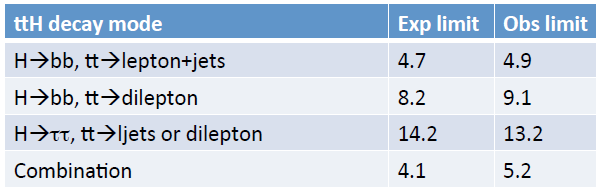 ttH decay mode Exp limit Obs limit
H→bb, tt→lepton+jets 4.7 4.9
H→bb, tt→dilepton 8.2 9.1
H→ττ, tt→ljets or dilepton 14.2 13.2
Combination 4.1 5.2